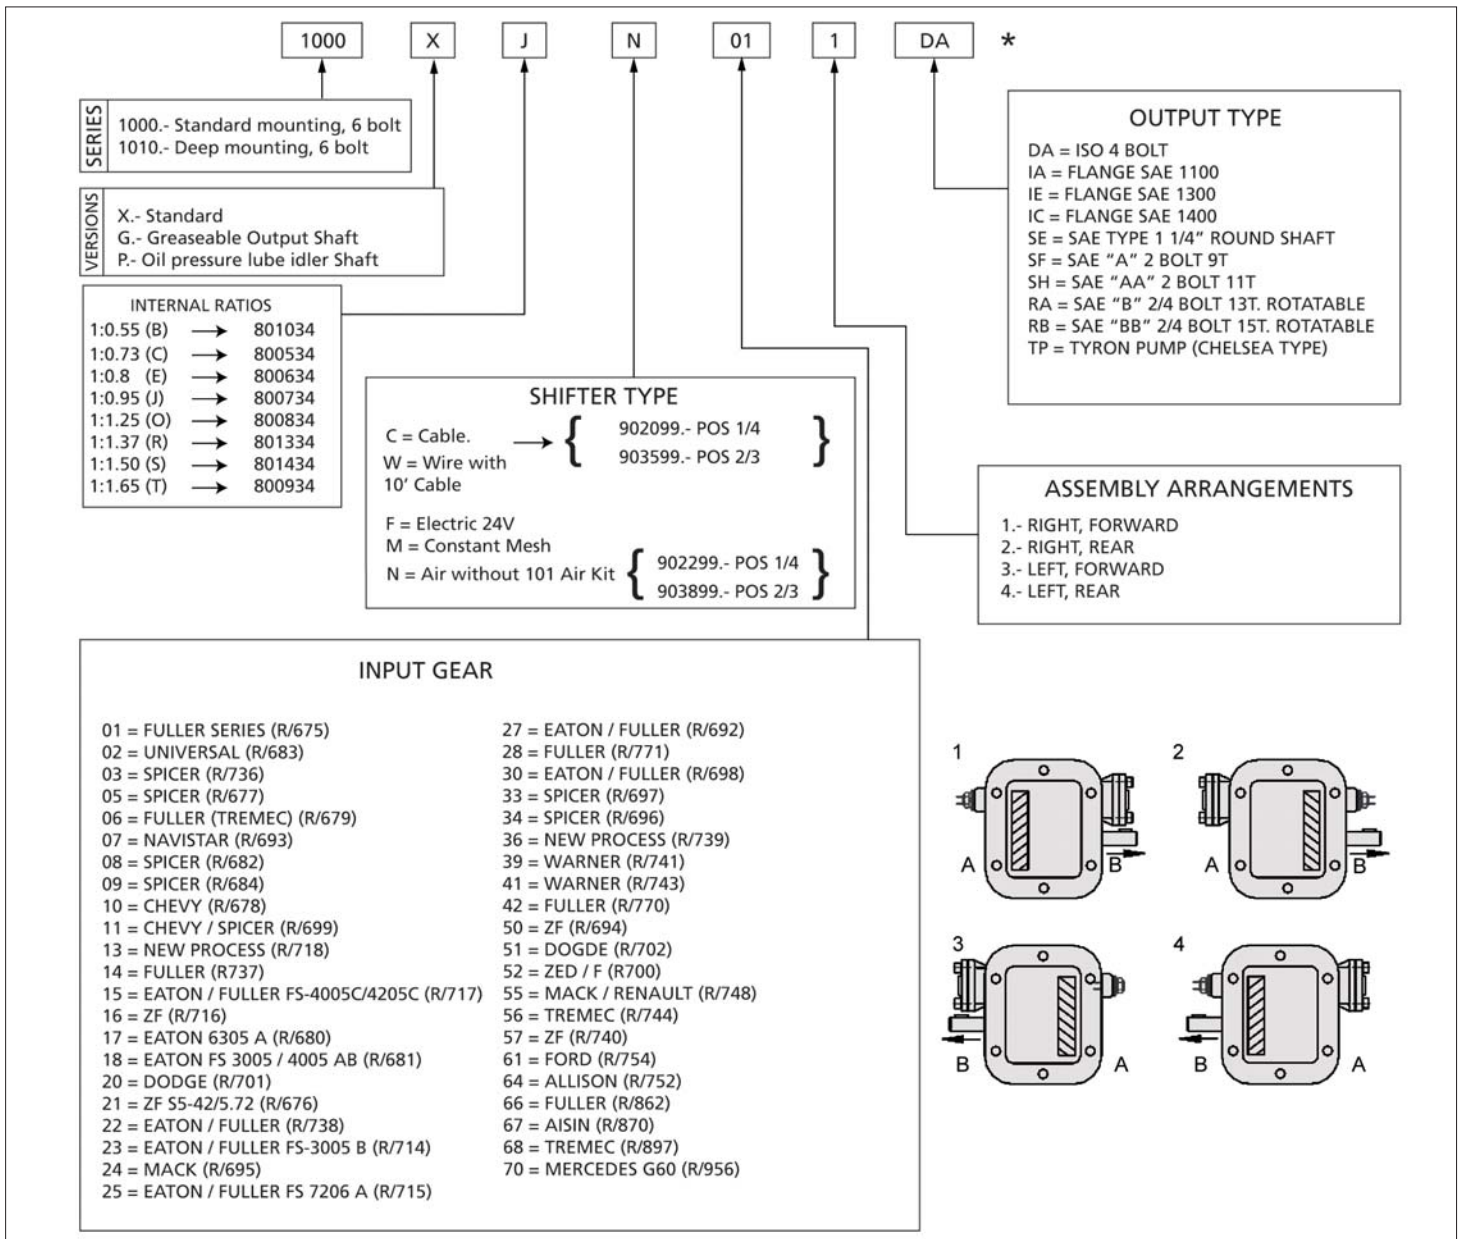 1000 X J N 01 1 DA *
SERIES
1000.- Standard mounting, 6 bolt
1010.- Deep mounting, 6 bolt
VERSIONS
X.- Standard
G.- Greaseable Output Shaft
P.- Oil pressure lube idler Shaft
INTERNAL RATIOS
1:0.55 (B) → 801034
1:0.73 (C) → 800534
1:0.8 (E) → 800634
1:0.95 (J) → 800734
1:1.25 (O) → 800834
1:1.37 (R) → 801334
1:1.50 (S) → 801434
1:1.65 (T) → 800934
SHIFTER TYPE
C = Cable. → { 902099.- POS 1/4 }
W = Wire with 903599.- POS 2/3
10' Cable
F = Electric 24V
M = Constant Mesh
N = Air without 101 Air Kit { 902299.- POS 1/4 }
903899.- POS 2/3
OUTPUT TYPE
DA = ISO 4 BOLT
IA = FLANGE SAE 1100
IE = FLANGE SAE 1300
IC = FLANGE SAE 1400
SE = SAE TYPE 1 1/4" ROUND SHAFT
SF = SAE "A" 2 BOLT 9T
SH = SAE "AA" 2 BOLT 11T
RA = SAE "B" 2/4 BOLT 13T. ROTATABLE
RB = SAE "BB" 2/4 BOLT 15T. ROTATABLE
TP = TYRON PUMP (CHELSEA TYPE)
ASSEMBLY ARRANGEMENTS
1.- RIGHT, FORWARD
2.- RIGHT, REAR
3.- LEFT, FORWARD
4.- LEFT, REAR
INPUT GEAR
01 = FULLER SERIES (R/675)
02 = UNIVERSAL (R/683)
03 = SPICER (R/736)
05 = SPICER (R/677)
06 = FULLER (TREMEC) (R/679)
07 = NAVISTAR (R/693)
08 = SPICER (R/682)
09 = SPICER (R/684)
10 = CHEVY (R/678)
11 = CHEVY / SPICER (R/699)
13 = NEW PROCESS (R/718)
14 = FULLER (R737)
15 = EATON / FULLER FS-4005C/4205C (R/717)
16 = ZF (R/716)
17 = EATON 6305 A (R/680)
18 = EATON FS 3005 / 4005 AB (R/681)
20 = DODGE (R/701)
21 = ZF S5-42/5.72 (R/676)
22 = EATON / FULLER (R/738)
23 = EATON / FULLER FS-3005 B (R/714)
24 = MACK (R/695)
25 = EATON / FULLER FS 7206 A (R/715)
27 = EATON / FULLER (R/692)
28 = FULLER (R/771)
30 = EATON / FULLER (R/698)
33 = SPICER (R/697)
34 = SPICER (R/696)
36 = NEW PROCESS (R/739)
39 = WARNER (R/741)
41 = WARNER (R/743)
42 = FULLER (R/770)
50 = ZF (R/694)
51 = DOGDE (R/702)
52 = ZED / F (R700)
55 = MACK / RENAULT (R/748)
56 = TREMEC (R/744)
57 = ZF (R/740)
61 = FORD (R/754)
64 = ALLISON (R/752)
66 = FULLER (R/862)
67 = AISIN (R/870)
68 = TREMEC (R/897)
70 = MERCEDES G60 (R/956)
1 2
A B A B
3 4
B A B A